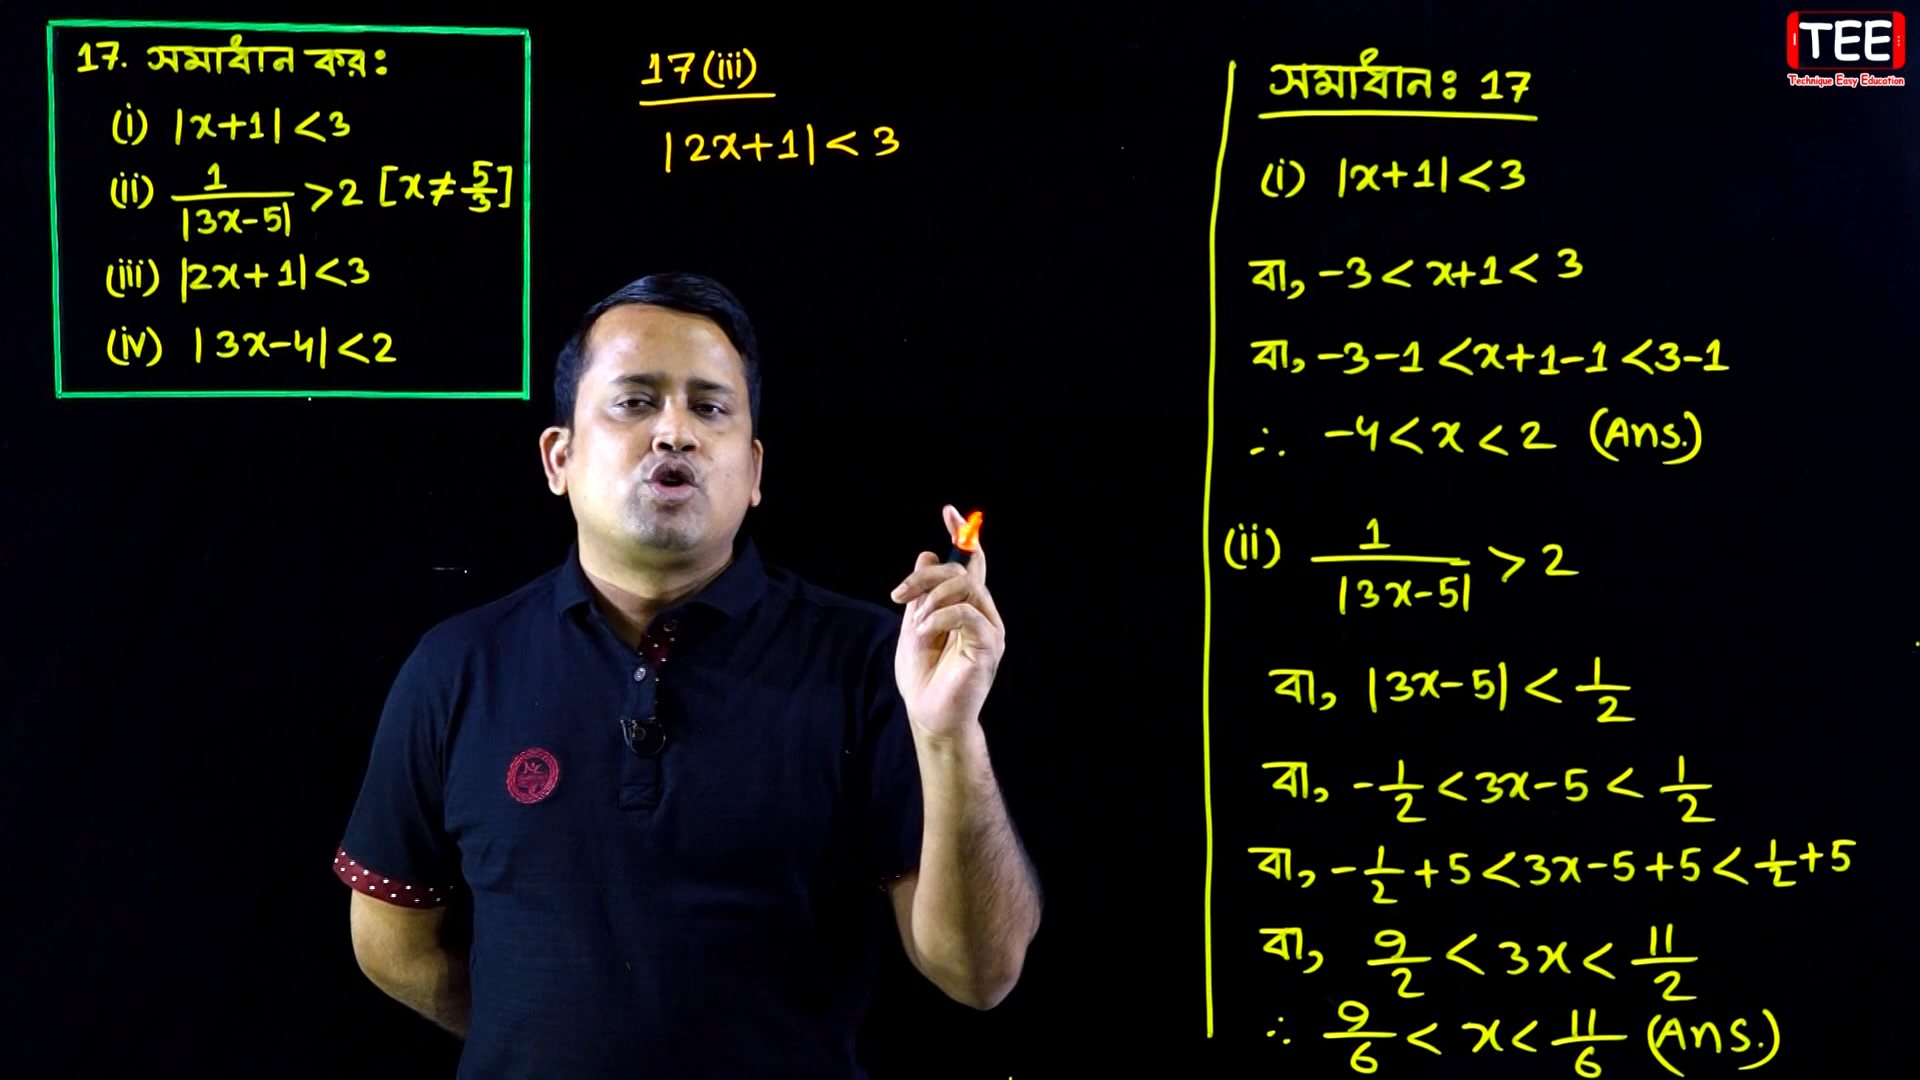 17. সমাধান কর:
(i) |x+1| < 3
(ii) 1/|3x-5| > 2 [x ≠ 5/3]
(iii) |2x+1| < 3
(iv) |3x-4| < 2
17 (iii)
|2x+1| < 3
সমাধান: 17
(i) |x+1| < 3
বা, -3 < x+1 < 3
বা, -3-1 < x+1-1 < 3-1
∴ -4 < x < 2 (Ans.)
(ii) 1/|3x-5| > 2
বা, |3x-5| < 1/2
বা, -1/2 < 3x-5 < 1/2
বা, -1/2 + 5 < 3x-5+5 < 1/2 + 5
বা, 9/2 < 3x < 11/2
∴ 9/6 < x < 11/6 (Ans.)
TEE
Technique Easy Education